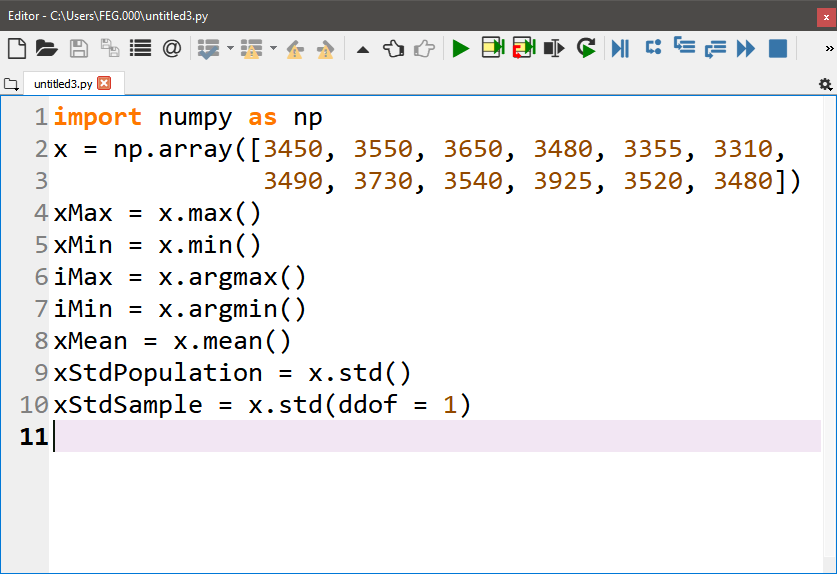 Editor - C:\Users\FEG.000\untitled3.py
x
@
»
untitled3.py
1 import numpy as np
2 x = np.array([3450, 3550, 3650, 3480, 3355, 3310,
3               3490, 3730, 3540, 3925, 3520, 3480])
4 xMax = x.max()
5 xMin = x.min()
6 iMax = x.argmax()
7 iMin = x.argmin()
8 xMean = x.mean()
9 xStdPopulation = x.std()
10 xStdSample = x.std(ddof = 1)
11